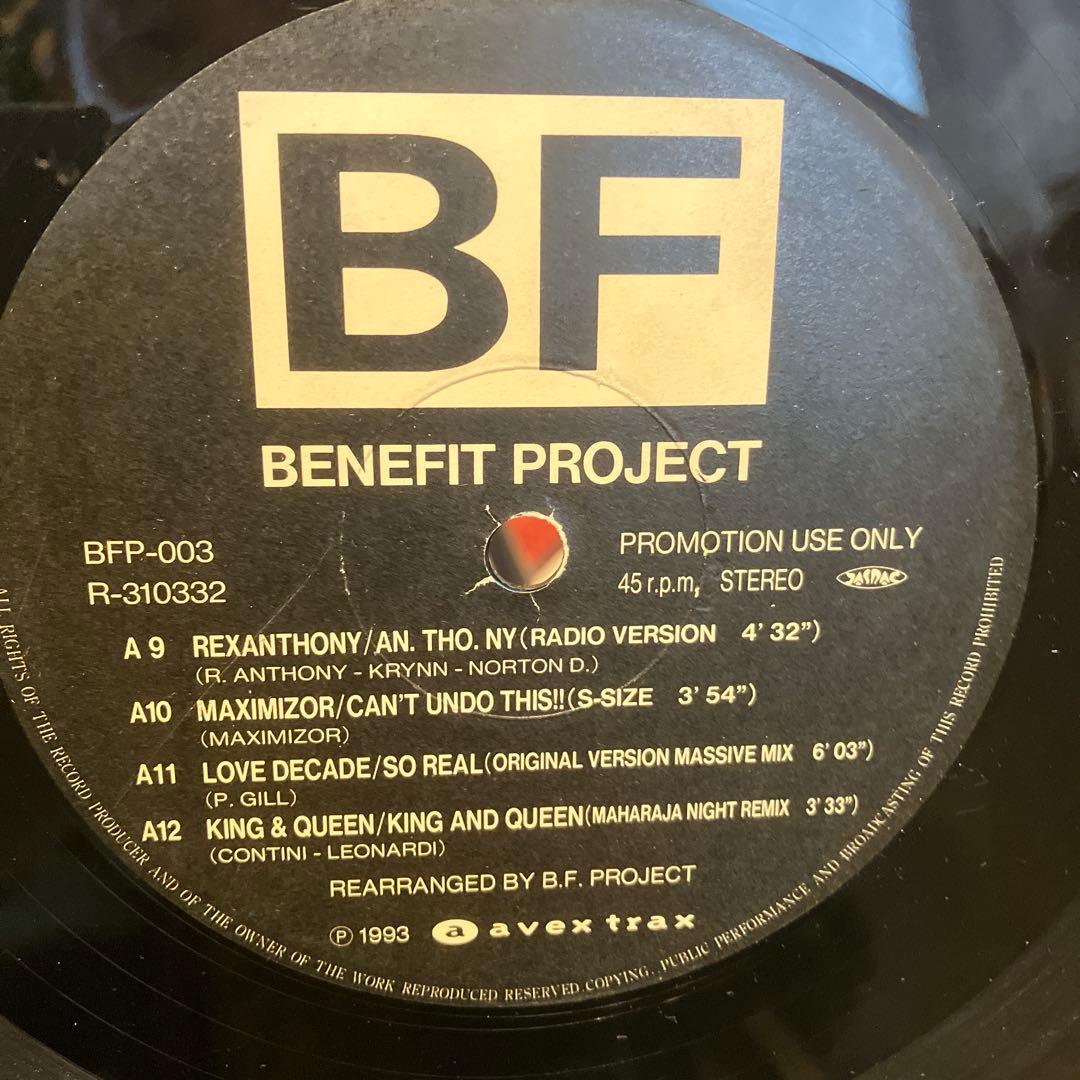 BF
BENEFIT PROJECT
BFP-003
R-310332
PROMOTION USE ONLY
45 r.p.m, STEREO JASRAC
A 9 REXANTHONY/AN. THO. NY(RADIO VERSION 4' 32")
(R. ANTHONY - KRYNN - NORTON D.)
A10 MAXIMIZOR/CAN'T UNDO THIS!!(S-SIZE 3' 54")
(MAXIMIZOR)
A11 LOVE DECADE/SO REAL(ORIGINAL VERSION MASSIVE MIX 6' 03")
(P. GILL)
A12 KING & QUEEN/KING AND QUEEN(MAHARAJA NIGHT REMIX 3' 33")
(CONTINI - LEONARDI)
REARRANGED BY B.F. PROJECT
Ⓟ 1993 a avex trax
ALL RIGHTS OF THE RECORD PRODUCER AND OF THE OWNER OF THE WORK REPRODUCED RESERVED.COPYING, PUBLIC PERFORMANCE AND BROADCASTING OF THIS RECORD PROHIBITED